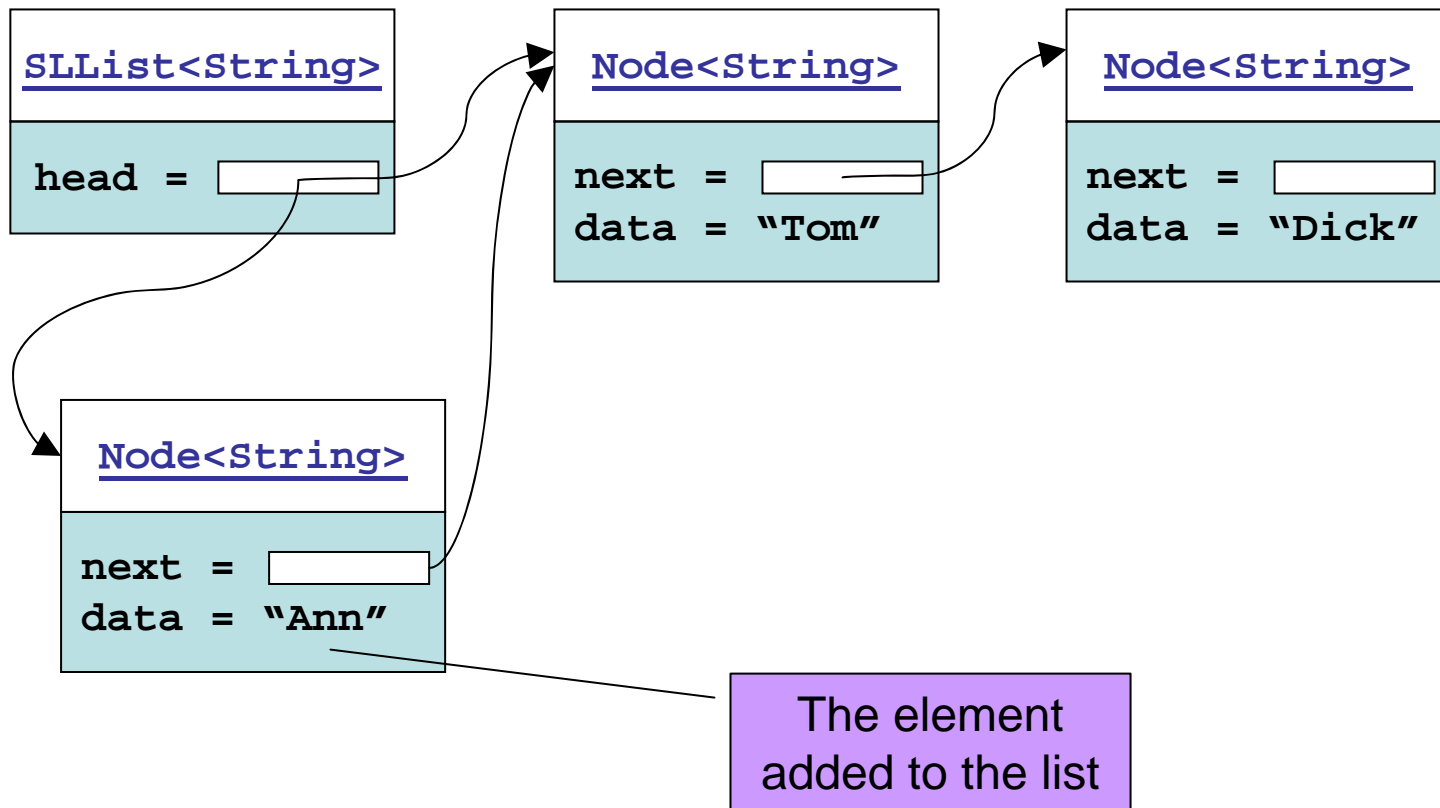 SLList<String>
head =
Node<String>
next =
data = “Tom”
Node<String>
next =
data = “Dick”
Node<String>
next =
data = “Ann”
The element
added to the list